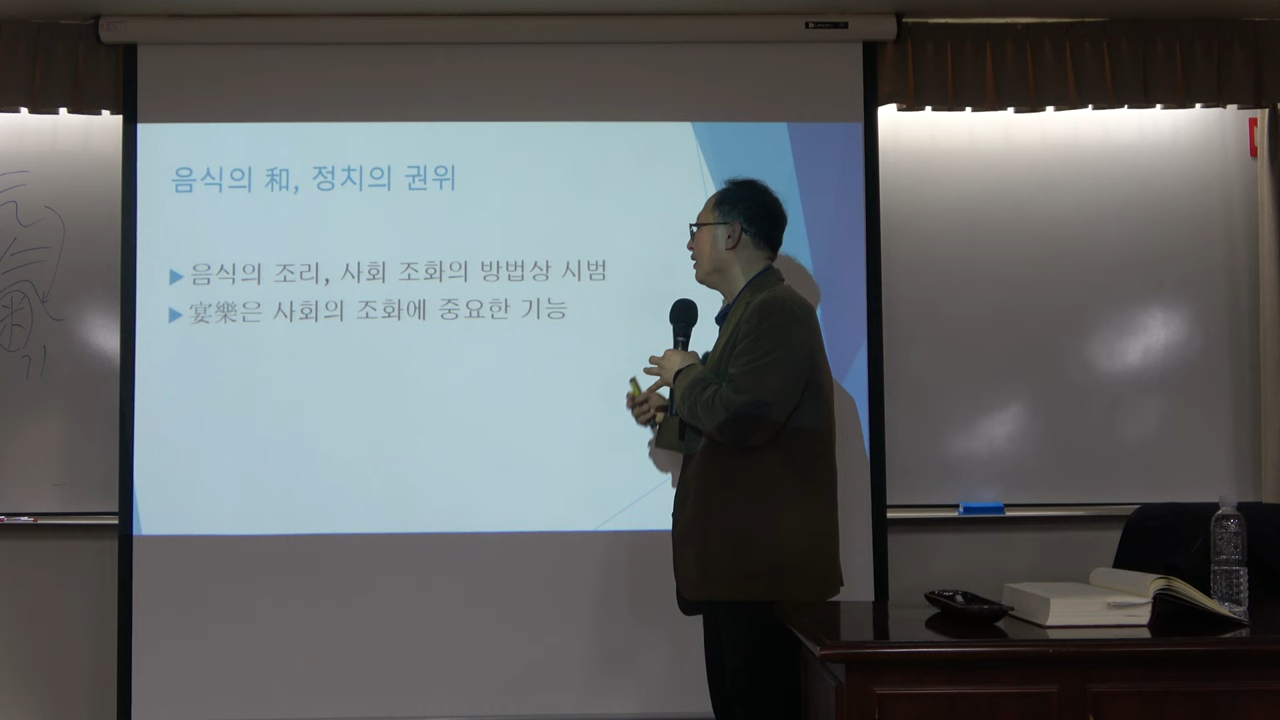 음식의 和, 정치의 권위
음식의 조리, 사회 조화의 방법상 시범
宴樂은 사회의 조화에 중요한 기능
元
氣